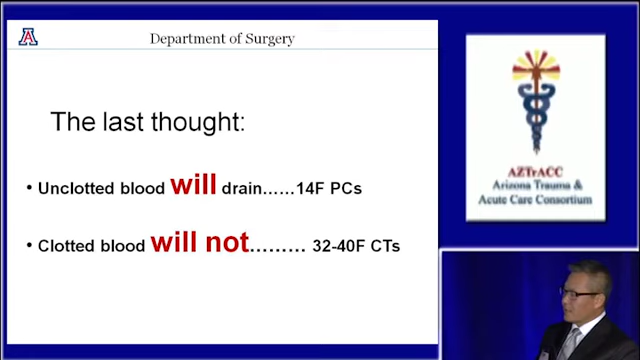 A
Department of Surgery
The last thought:
• Unclotted blood will drain……14F PCs
• Clotted blood will not……… 32-40F CTs
AZTrACC
Arizona Trauma &
Acute Care Consortium